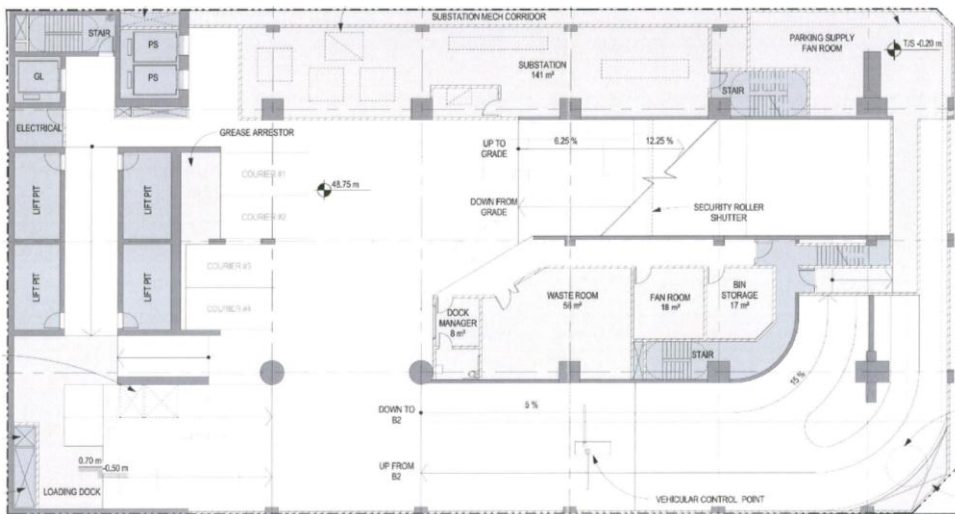 SUBSTATION MECH CORRIDOR
STAIR
PS
PARKING SUPPLY
FAN ROOM
T/S -0.20 m
SUBSTATION
141 m²
GL
PS
STAIR
ELECTRICAL
GREASE ARRESTOR
UP TO
GRADE
6.25 %
12.25 %
COURIER #1
LIFT PIT
LIFT PIT
48.75 m
DOWN FROM
GRADE
SECURITY ROLLER
SHUTTER
COURIER #2
COURIER #3
LIFT PIT
LIFT PIT
WASTE ROOM
56 m²
FAN ROOM
18 m²
BIN
STORAGE
17 m²
COURIER #4
DOCK
MANAGER
8 m²
STAIR
15 %
DOWN TO
B2
5 %
0.70 m
-0.50 m
UP FROM
B2
LOADING DOCK
VEHICULAR CONTROL POINT